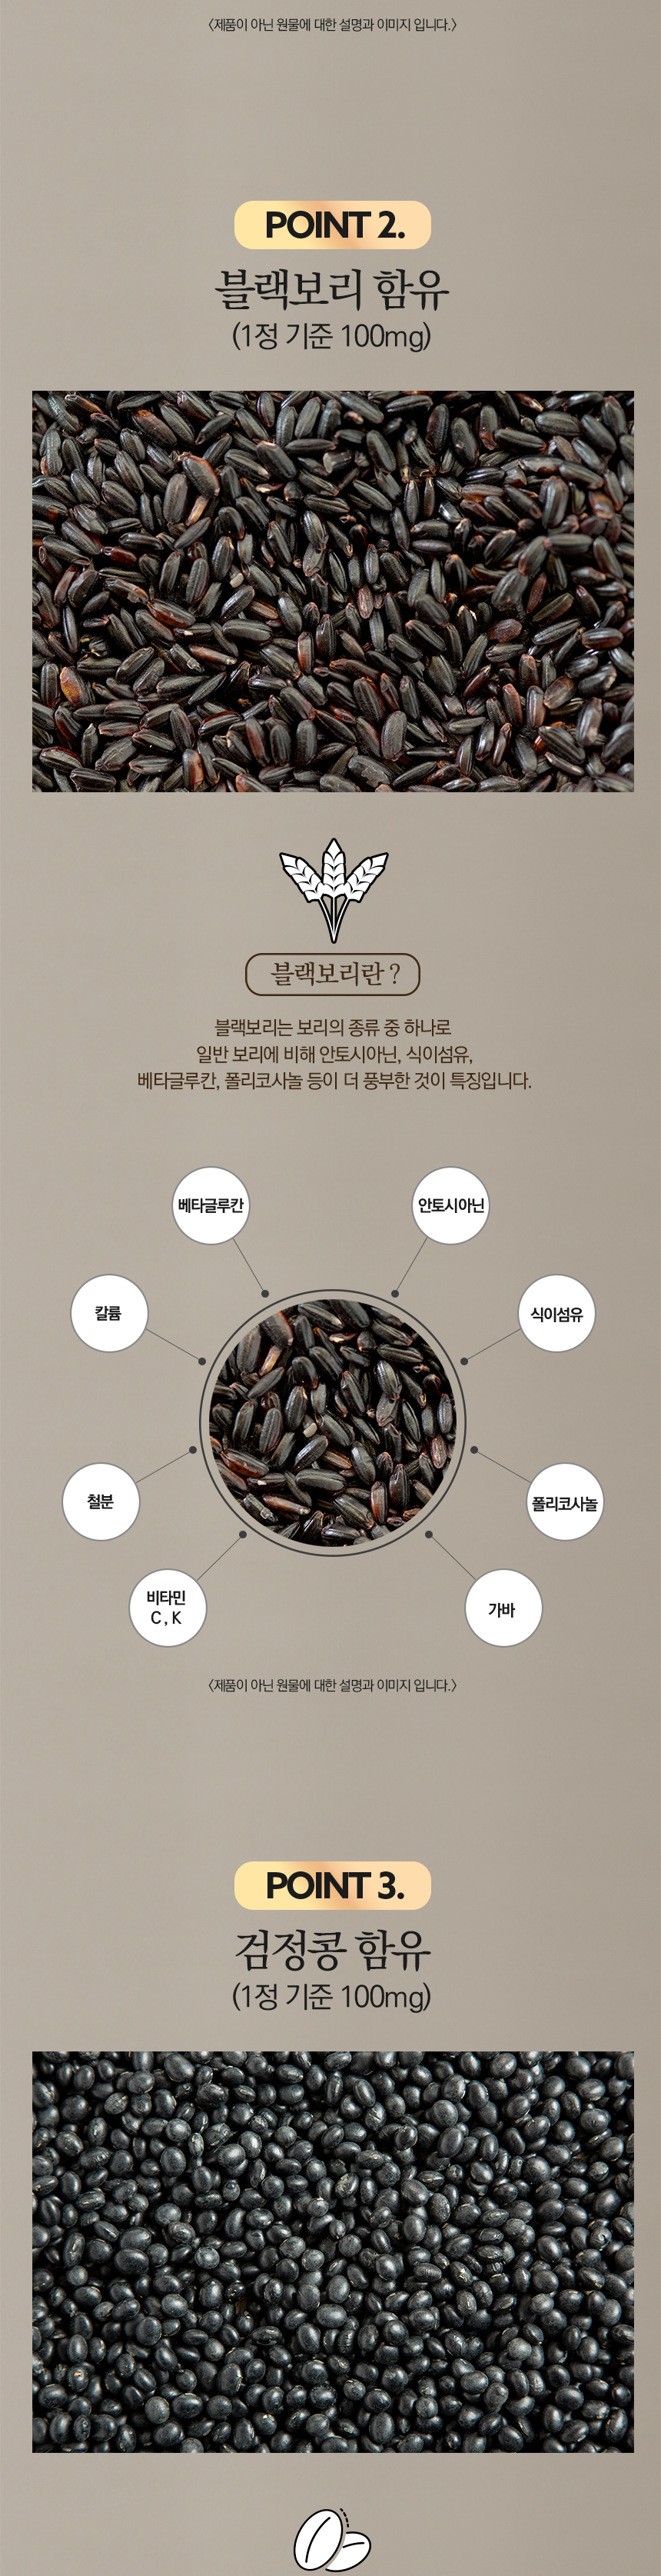 <제품이 아닌 원물에 대한 설명과 이미지 입니다.>
POINT 2.
블랙보리 함유
(1정 기준 100mg)
블랙보리란 ?
블랙보리는 보리의 종류 중 하나로
일반 보리에 비해 안토시아닌, 식이섬유,
베타글루칸, 폴리코사놀 등이 더 풍부한 것이 특징입니다.
베타글루칸
안토시아닌
칼륨
식이섬유
철분
폴리코사놀
비타민
C , K
가바
<제품이 아닌 원물에 대한 설명과 이미지 입니다.>
POINT 3.
검정콩 함유
(1정 기준 100mg)